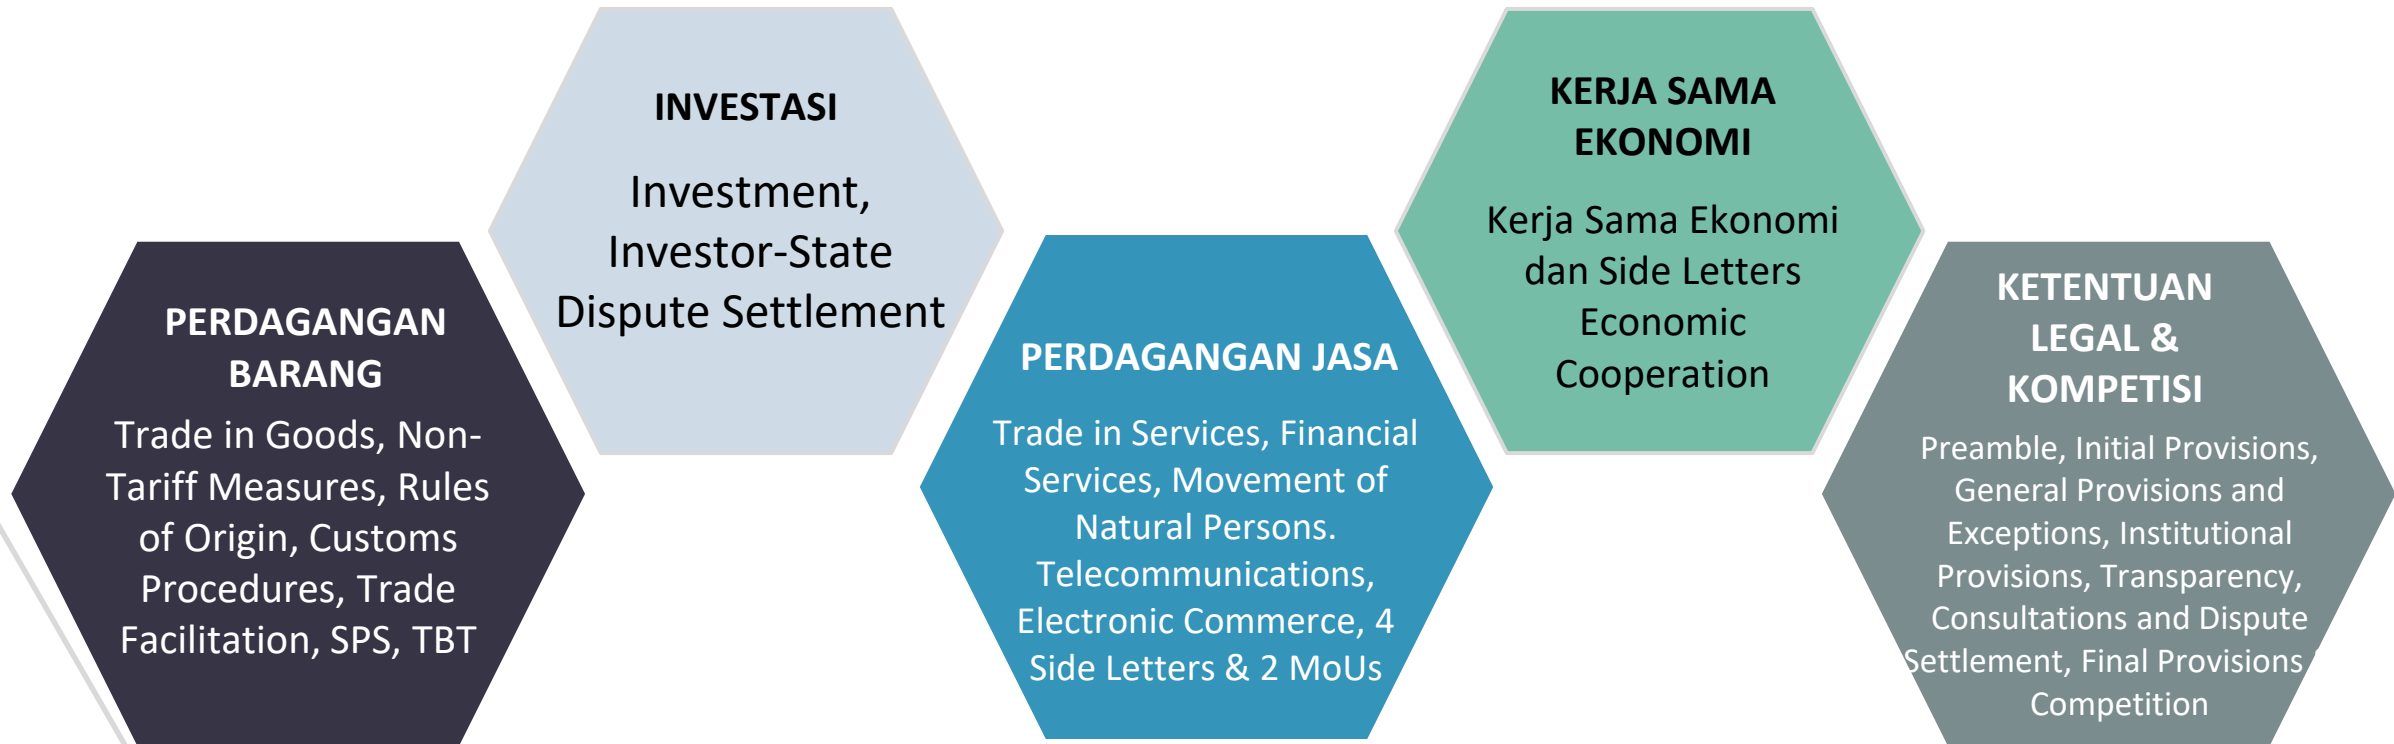 PERDAGANGAN
BARANG
Trade in Goods, Non-
Tariff Measures, Rules
of Origin, Customs
Procedures, Trade
Facilitation, SPS, TBT
INVESTASI
Investment,
Investor-State
Dispute Settlement
PERDAGANGAN JASA
Trade in Services, Financial
Services, Movement of
Natural Persons.
Telecommunications,
Electronic Commerce, 4
Side Letters & 2 MoUs
KERJA SAMA
EKONOMI
Kerja Sama Ekonomi
dan Side Letters
Economic
Cooperation
KETENTUAN
LEGAL &
KOMPETISI
Preamble, Initial Provisions,
General Provisions and
Exceptions, Institutional
Provisions, Transparency,
Consultations and Dispute
Settlement, Final Provisions
Competition